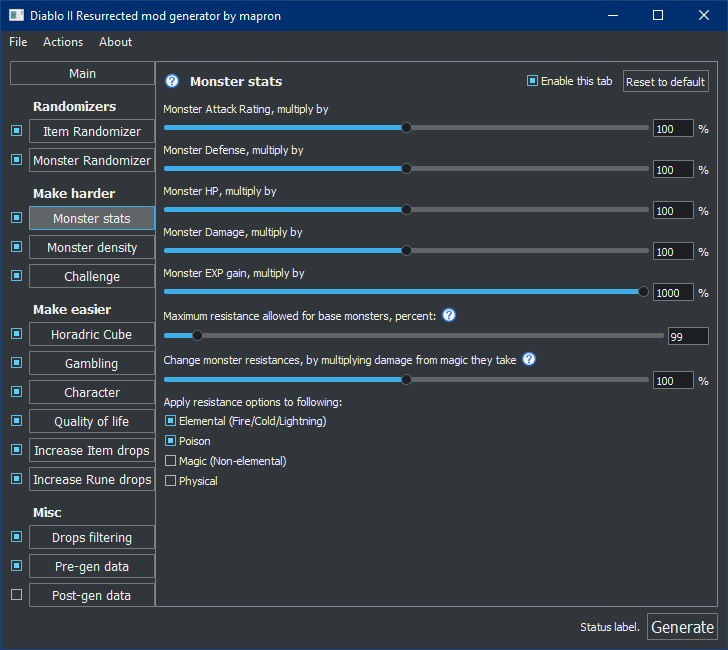 Diablo II Resurrected mod generator by mapron
File Actions About
Main
Randomizers
Item Randomizer
Monster Randomizer
Make harder
Monster stats
Monster density
Challenge
Make easier
Horadric Cube
Gambling
Character
Quality of life
Increase Item drops
Increase Rune drops
Misc
Drops filtering
Pre-gen data
Post-gen data
? Monster stats
Enable this tab
Reset to default
Monster Attack Rating, multiply by
100 %
Monster Defense, multiply by
100 %
Monster HP, multiply by
100 %
Monster Damage, multiply by
100 %
Monster EXP gain, multiply by
1000 %
Maximum resistance allowed for base monsters, percent: ?
99
Change monster resistances, by multiplying damage from magic they take ?
100 %
Apply resistance options to following:
Elemental (Fire/Cold/Lightning)
Poison
Magic (Non-elemental)
Physical
Status label.
Generate